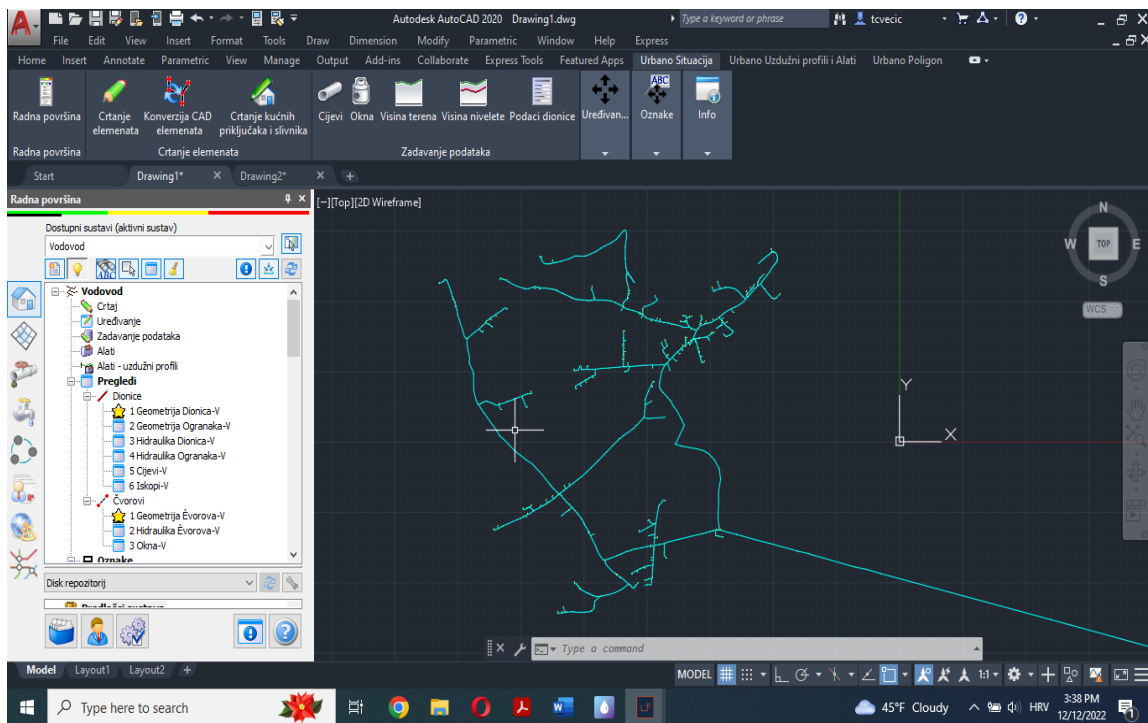 Autodesk AutoCAD 2020 Drawing1.dwg
Type a keyword or phrase
tcvecic
File Edit View Insert Format Tools Draw Dimension Modify Parametric Window Help Express
Home Insert Annotate Parametric View Manage Output Add-ins Collaborate Express Tools Featured Apps Urbano Situacija Urbano Uzdužni profili i Alati Urbano Poligon
Radna površina
Crtanje elemenata
Konverzija CAD elemenata
Crtanje kućnih priključaka i slivnika
Cijevi Okna Visina terena Visina nivelete Podaci dionice
Uređivan...
ABC
Oznake
Info
Radna površina Crtanje elemenata Zadavanje podataka
Start Drawing1* Drawing2*
Radna površina
[−][Top][2D Wireframe]
Dostupni sustavi (aktivni sustav)
Vodovod
ABC
Vodovod
Crtaj
Uređivanje
Zadavanje podataka
Alati
Alati - uzdužni profili
Pregledi
Dionice
1 Geometrija Dionica-V
2 Geometrija Ogranaka-V
3 Hidraulika Dionica-V
4 Hidraulika Ogranaka-V
5 Cijevi-V
6 Iskopi-V
Čvorovi
1 Geometrija Èvorova-V
2 Hidraulika Èvorova-V
3 Okna-V
Oznake
Disk repozitorij
N
W TOP E
S
WCS
Y
X
Type a command
Model Layout1 Layout2 +
MODEL
1:1
Type here to search
45°F Cloudy
HRV
3:38 PM
12/12/2022